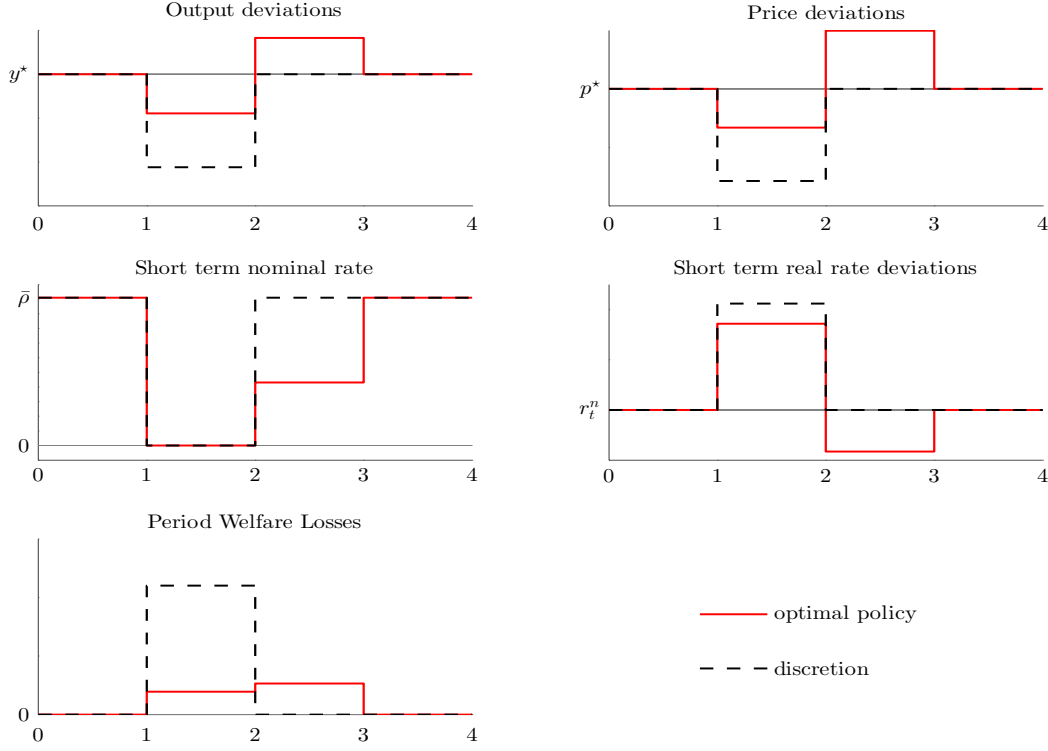 Output deviations
y⋆
0 1 2 3 4
Price deviations
p⋆
0 1 2 3 4
Short term nominal rate
ρ̄
0
0 1 2 3 4
Short term real rate deviations
r_t^n
0 1 2 3 4
Period Welfare Losses
0
0 1 2 3 4
optimal policy
discretion